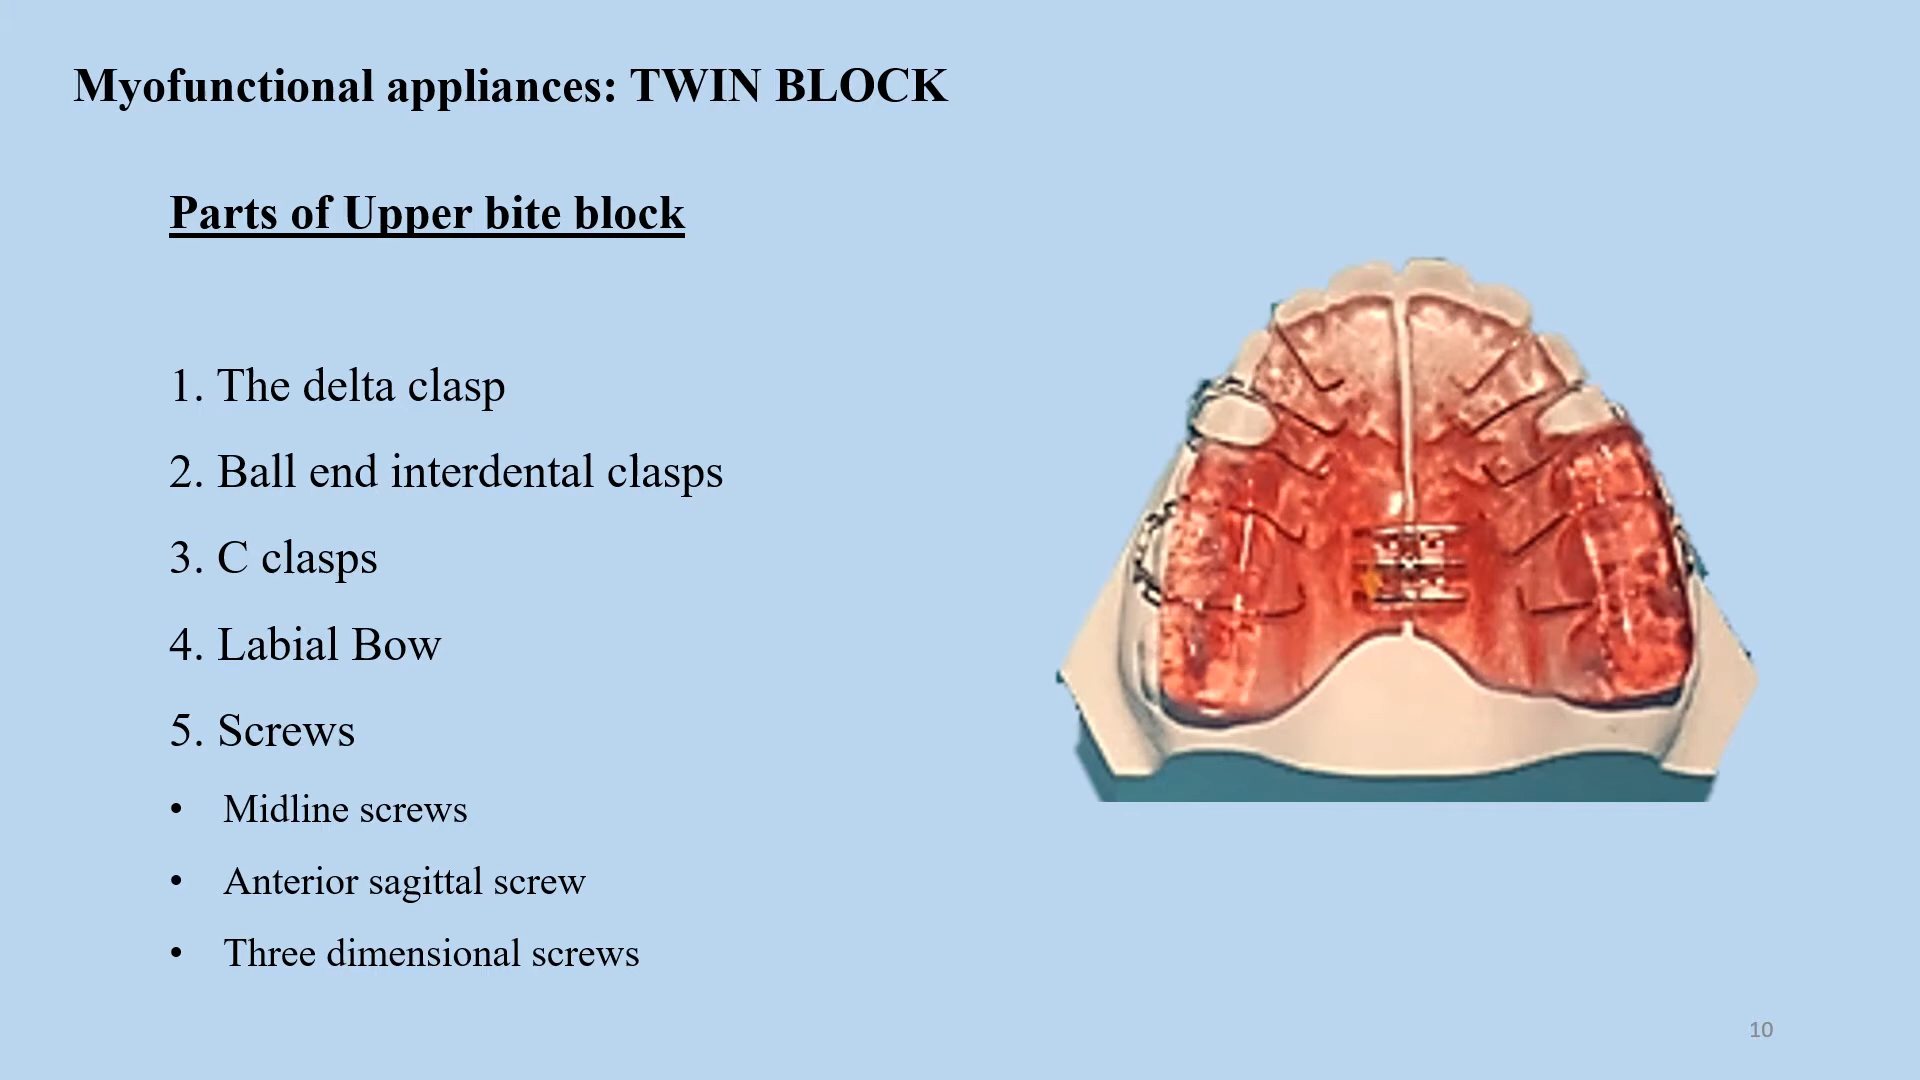 Myofunctional appliances: TWIN BLOCK
Parts of Upper bite block
1. The delta clasp
2. Ball end interdental clasps
3. C clasps
4. Labial Bow
5. Screws
• Midline screws
• Anterior sagittal screw
• Three dimensional screws
10